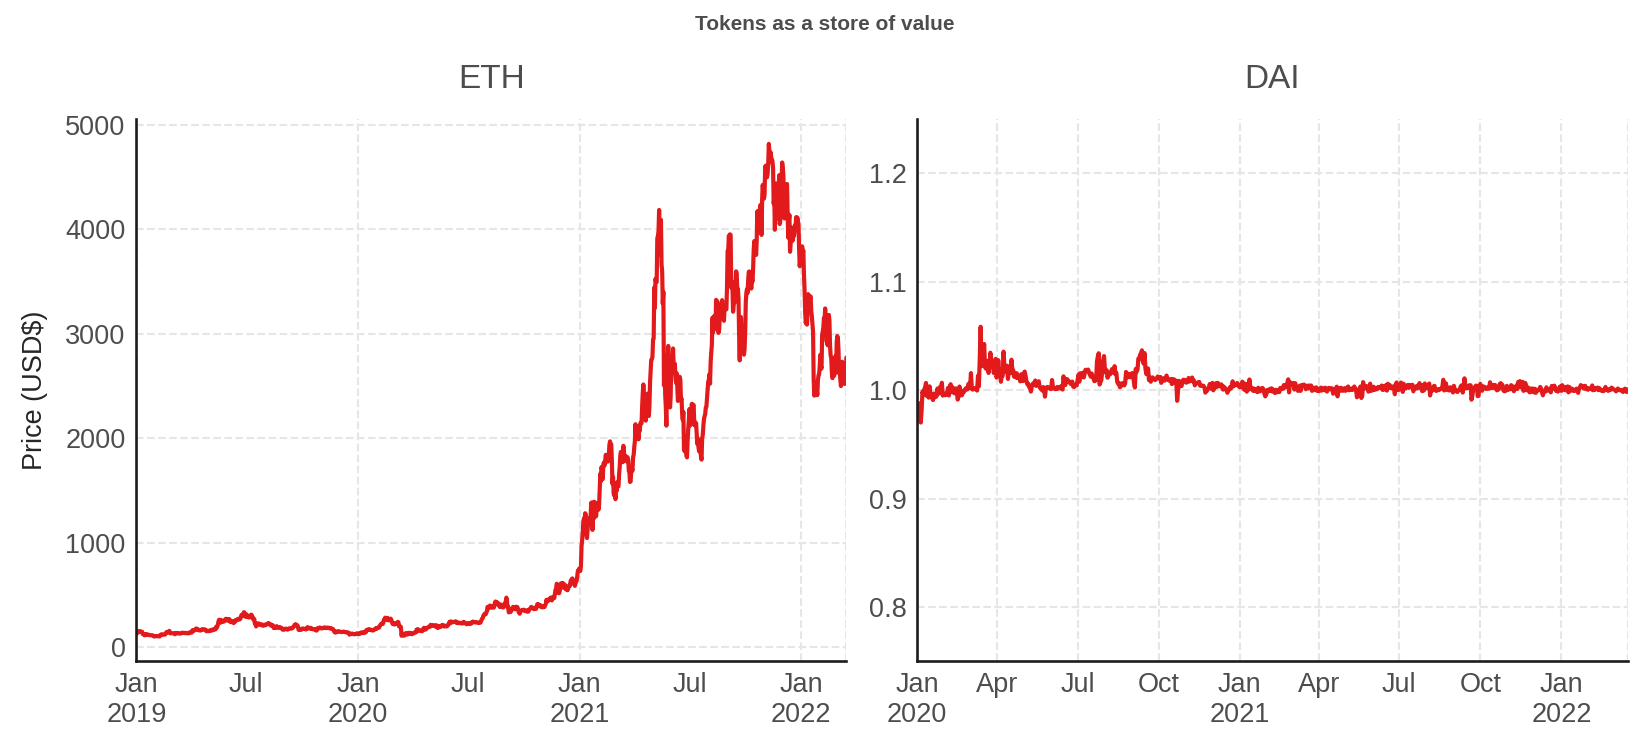 Tokens as a store of value
ETH
Price (USD$)
5000
4000
3000
2000
1000
0
Jan Jul Jan Jul Jan Jul Jan
2019 2020 2021 2022
DAI
1.2
1.1
1.0
0.9
0.8
Jan Apr Jul Oct Jan Apr Jul Oct Jan
2020 2021 2022